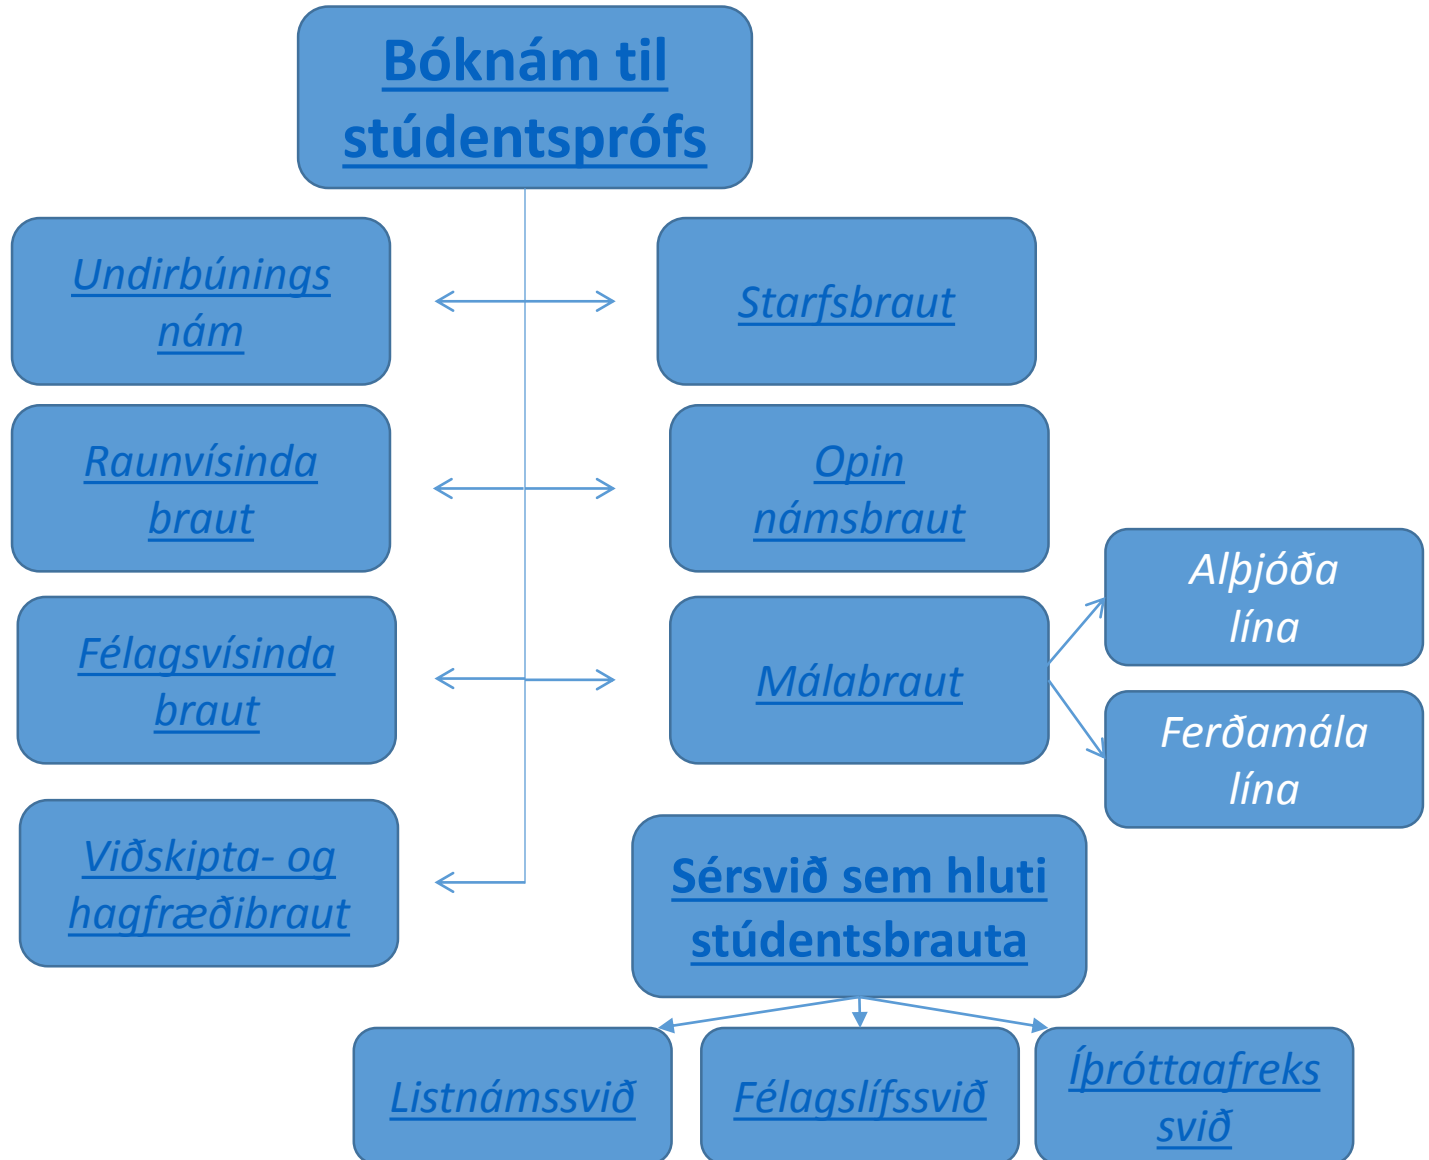 Bóknám til
stúdentsprófs
Undirbúnings
nám
Starfsbraut
Raunvísinda
braut
Opin
námsbraut
Alþjóða
lína
Félagsvísinda
braut
Málabraut
Ferðamála
lína
Viðskipta- og
hagfræðibraut
Sérsvið sem hluti
stúdentsbrauta
Listnámssvið
Félagslífssvið
Íþróttaafreks
svið